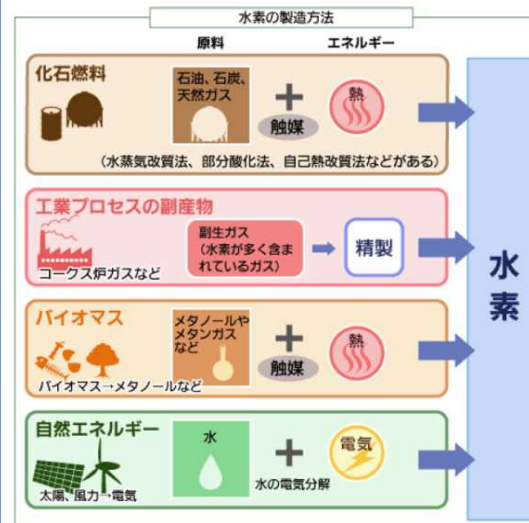 水素の製造方法
原料
エネルギー
化石燃料
石油、石炭、
天然ガス
触媒
熱
(水蒸気改質法、部分酸化法、自己熱改質法などがある)
工業プロセスの副産物
副生ガス
(水素が多く含ま
れているガス)
精製
コークス炉ガスなど
バイオマス
メタノールや
メタンガス
など
触媒
熱
バイオマス→メタノールなど
自然エネルギー
水
電気
水の電気分解
太陽、風力→電気
水
素